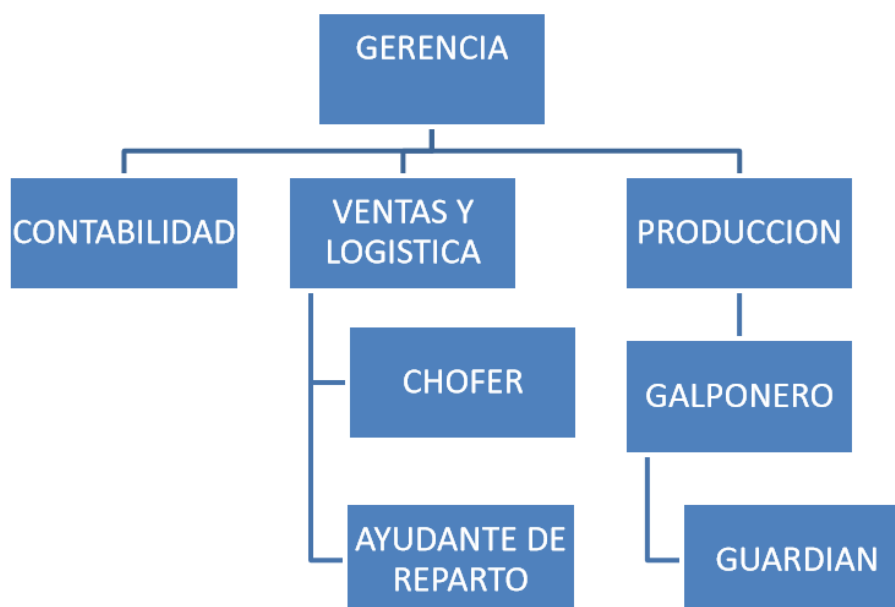 GERENCIA
CONTABILIDAD
VENTAS Y
LOGISTICA
PRODUCCION
CHOFER
GALPONERO
AYUDANTE DE
REPARTO
GUARDIAN